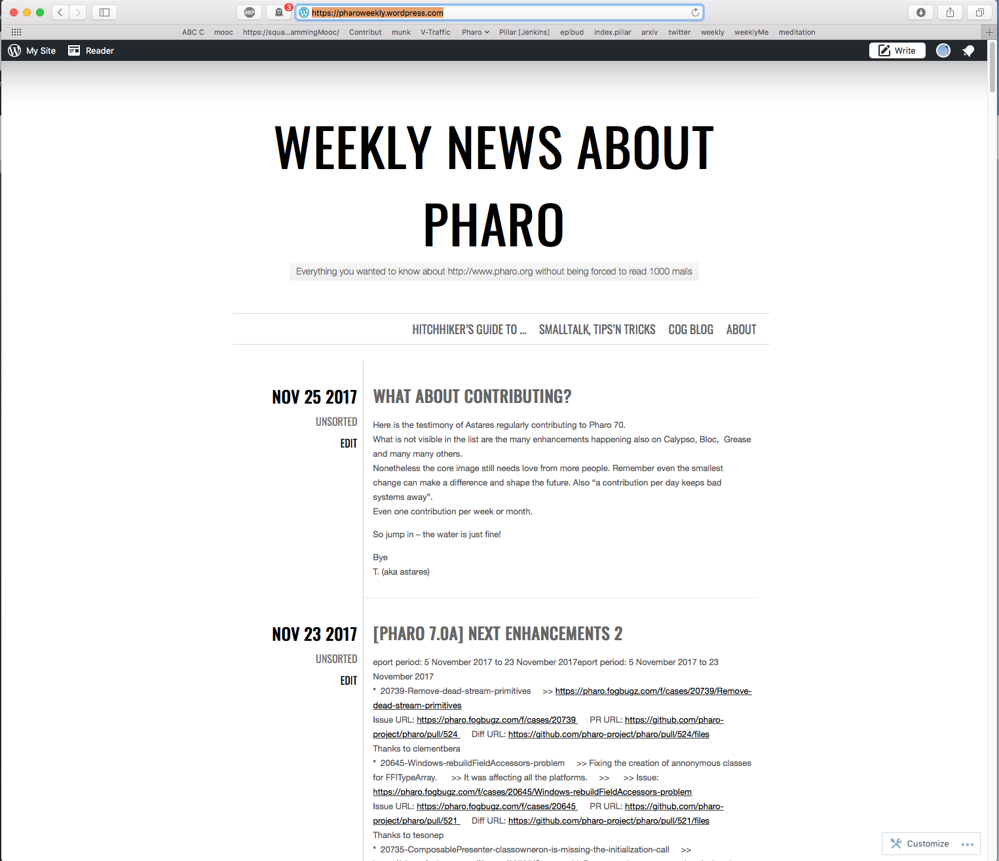 ABP
3
https://pharoweekly.wordpress.com
ABC C mooc https://squa...ammingMooc/ Contribut munk V-Traffic Pharo Pillar [Jenkins] epibud index.pillar arxiv twitter weekly weeklyMe meditation
My Site Reader Write
WEEKLY NEWS ABOUT
PHARO
Everything you wanted to know about http://www.pharo.org without being forced to read 1000 mails
HITCHHIKER'S GUIDE TO ... SMALLTALK, TIPS'N TRICKS COG BLOG ABOUT
NOV 25 2017
UNSORTED
EDIT
WHAT ABOUT CONTRIBUTING?
Here is the testimony of Astares regularly contributing to Pharo 70.
What is not visible in the list are the many enhancements happening also on Calypso, Bloc, Grease
and many many others.
Nonetheless the core image still needs love from more people. Remember even the smallest
change can make a difference and shape the future. Also “a contribution per day keeps bad
systems away”.
Even one contribution per week or month.
So jump in – the water is just fine!
Bye
T. (aka astares)
NOV 23 2017
UNSORTED
EDIT
[PHARO 7.0A] NEXT ENHANCEMENTS 2
eport period: 5 November 2017 to 23 November 2017eport period: 5 November 2017 to 23
November 2017
* 20739-Remove-dead-stream-primitives >> https://pharo.fogbugz.com/f/cases/20739/Remove-
dead-stream-primitives
Issue URL: https://pharo.fogbugz.com/f/cases/20739 PR URL: https://github.com/pharo-
project/pharo/pull/524 Diff URL: https://github.com/pharo-project/pharo/pull/524/files
Thanks to clementbera
* 20645-Windows-rebuildFieldAccessors-problem >> Fixing the creation of annonymous classes
for FFITypeArray. >> It was affecting all the platforms. >> >> Issue:
https://pharo.fogbugz.com/f/cases/20645/Windows-rebuildFieldAccessors-problem
Issue URL: https://pharo.fogbugz.com/f/cases/20645 PR URL: https://github.com/pharo-
project/pharo/pull/521 Diff URL: https://github.com/pharo-project/pharo/pull/521/files
Thanks to tesonep
* 20735-ComposablePresenter-classowneron-is-missing-the-initialization-call >>
Customize ...